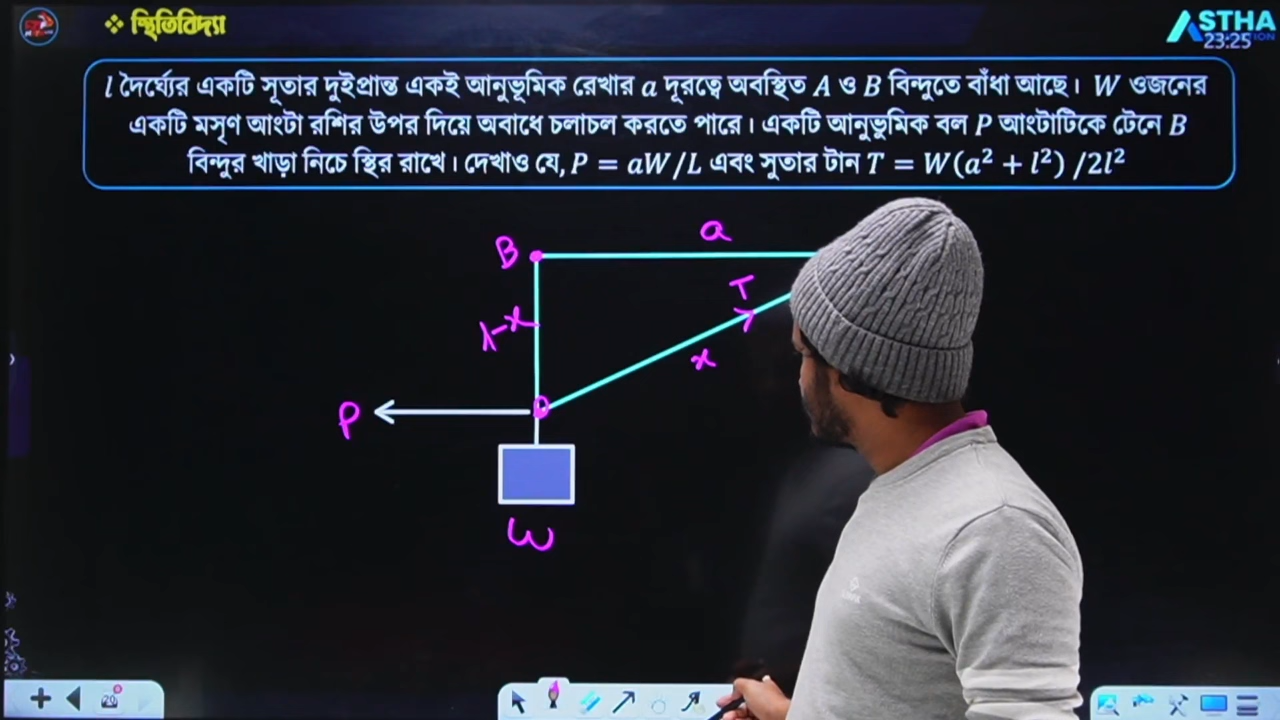 ❖ স্থিতিবিদ্যা
ASTHA
23:25
l দৈর্ঘ্যের একটি সূতার দুইপ্রান্ত একই আনুভূমিক রেখার a দূরত্বে অবস্থিত A ও B বিন্দুতে বাঁধা আছে। W ওজনের
একটি মসৃণ আংটা রশির উপর দিয়ে অবাধে চলাচল করতে পারে। একটি আনুভুমিক বল P আংটাটিকে টেনে B
বিন্দুর খাড়া নিচে স্থির রাখে। দেখাও যে, P = aW/L এবং সুতার টান T = W(a² + l²) /2l²
a
B
T
l-x
x
P
O
W
20